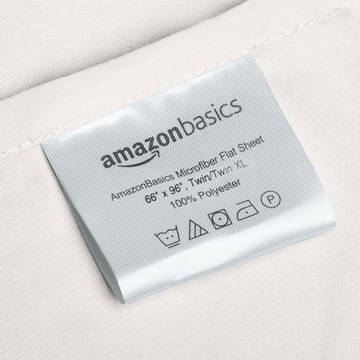 amazonbasics
AmazonBasics Microfiber Flat Sheet
66" x 96", Twin/Twin XL
100% Polyester
P